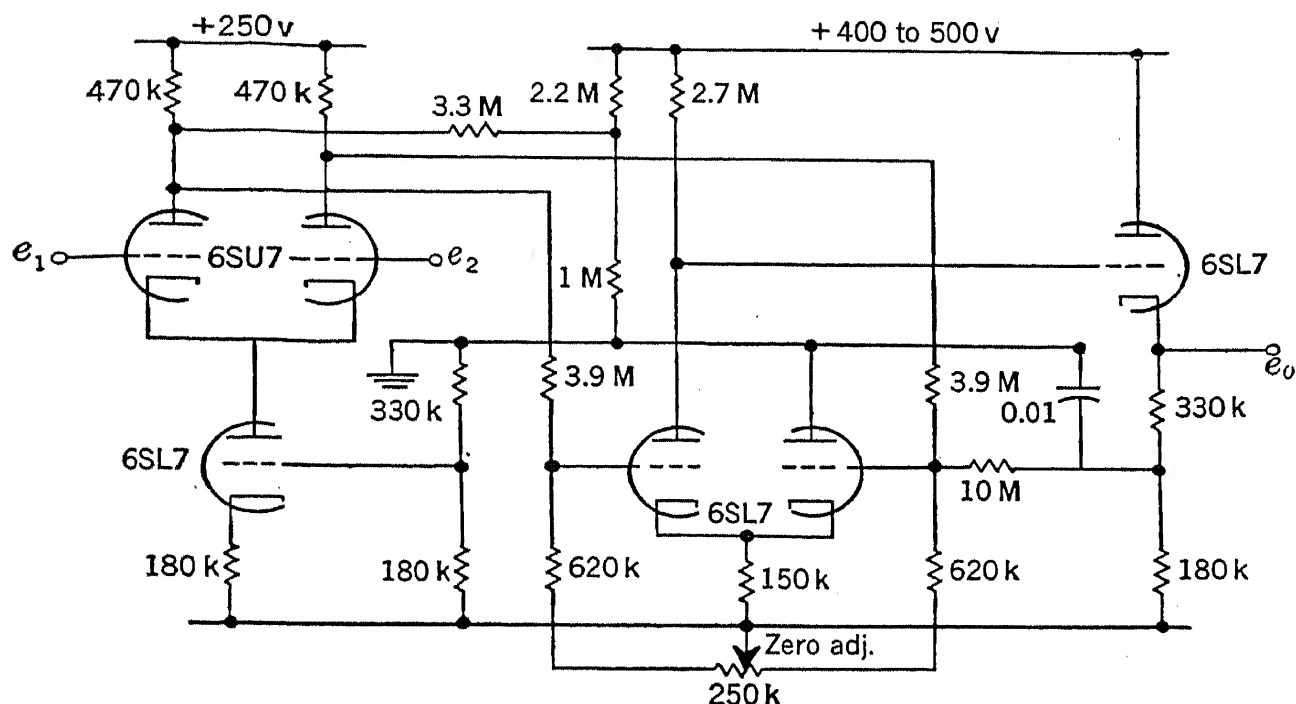 +250 v
+ 400 to 500 v
470 k
470 k
3.3 M
2.2 M
2.7 M
e₁
6SU7
e₂
1 M
6SL7
e₀
330 k
3.9 M
3.9 M
0.01
330 k
6SL7
6SL7
10 M
180 k
180 k
620 k
150 k
620 k
180 k
Zero adj.
250 k